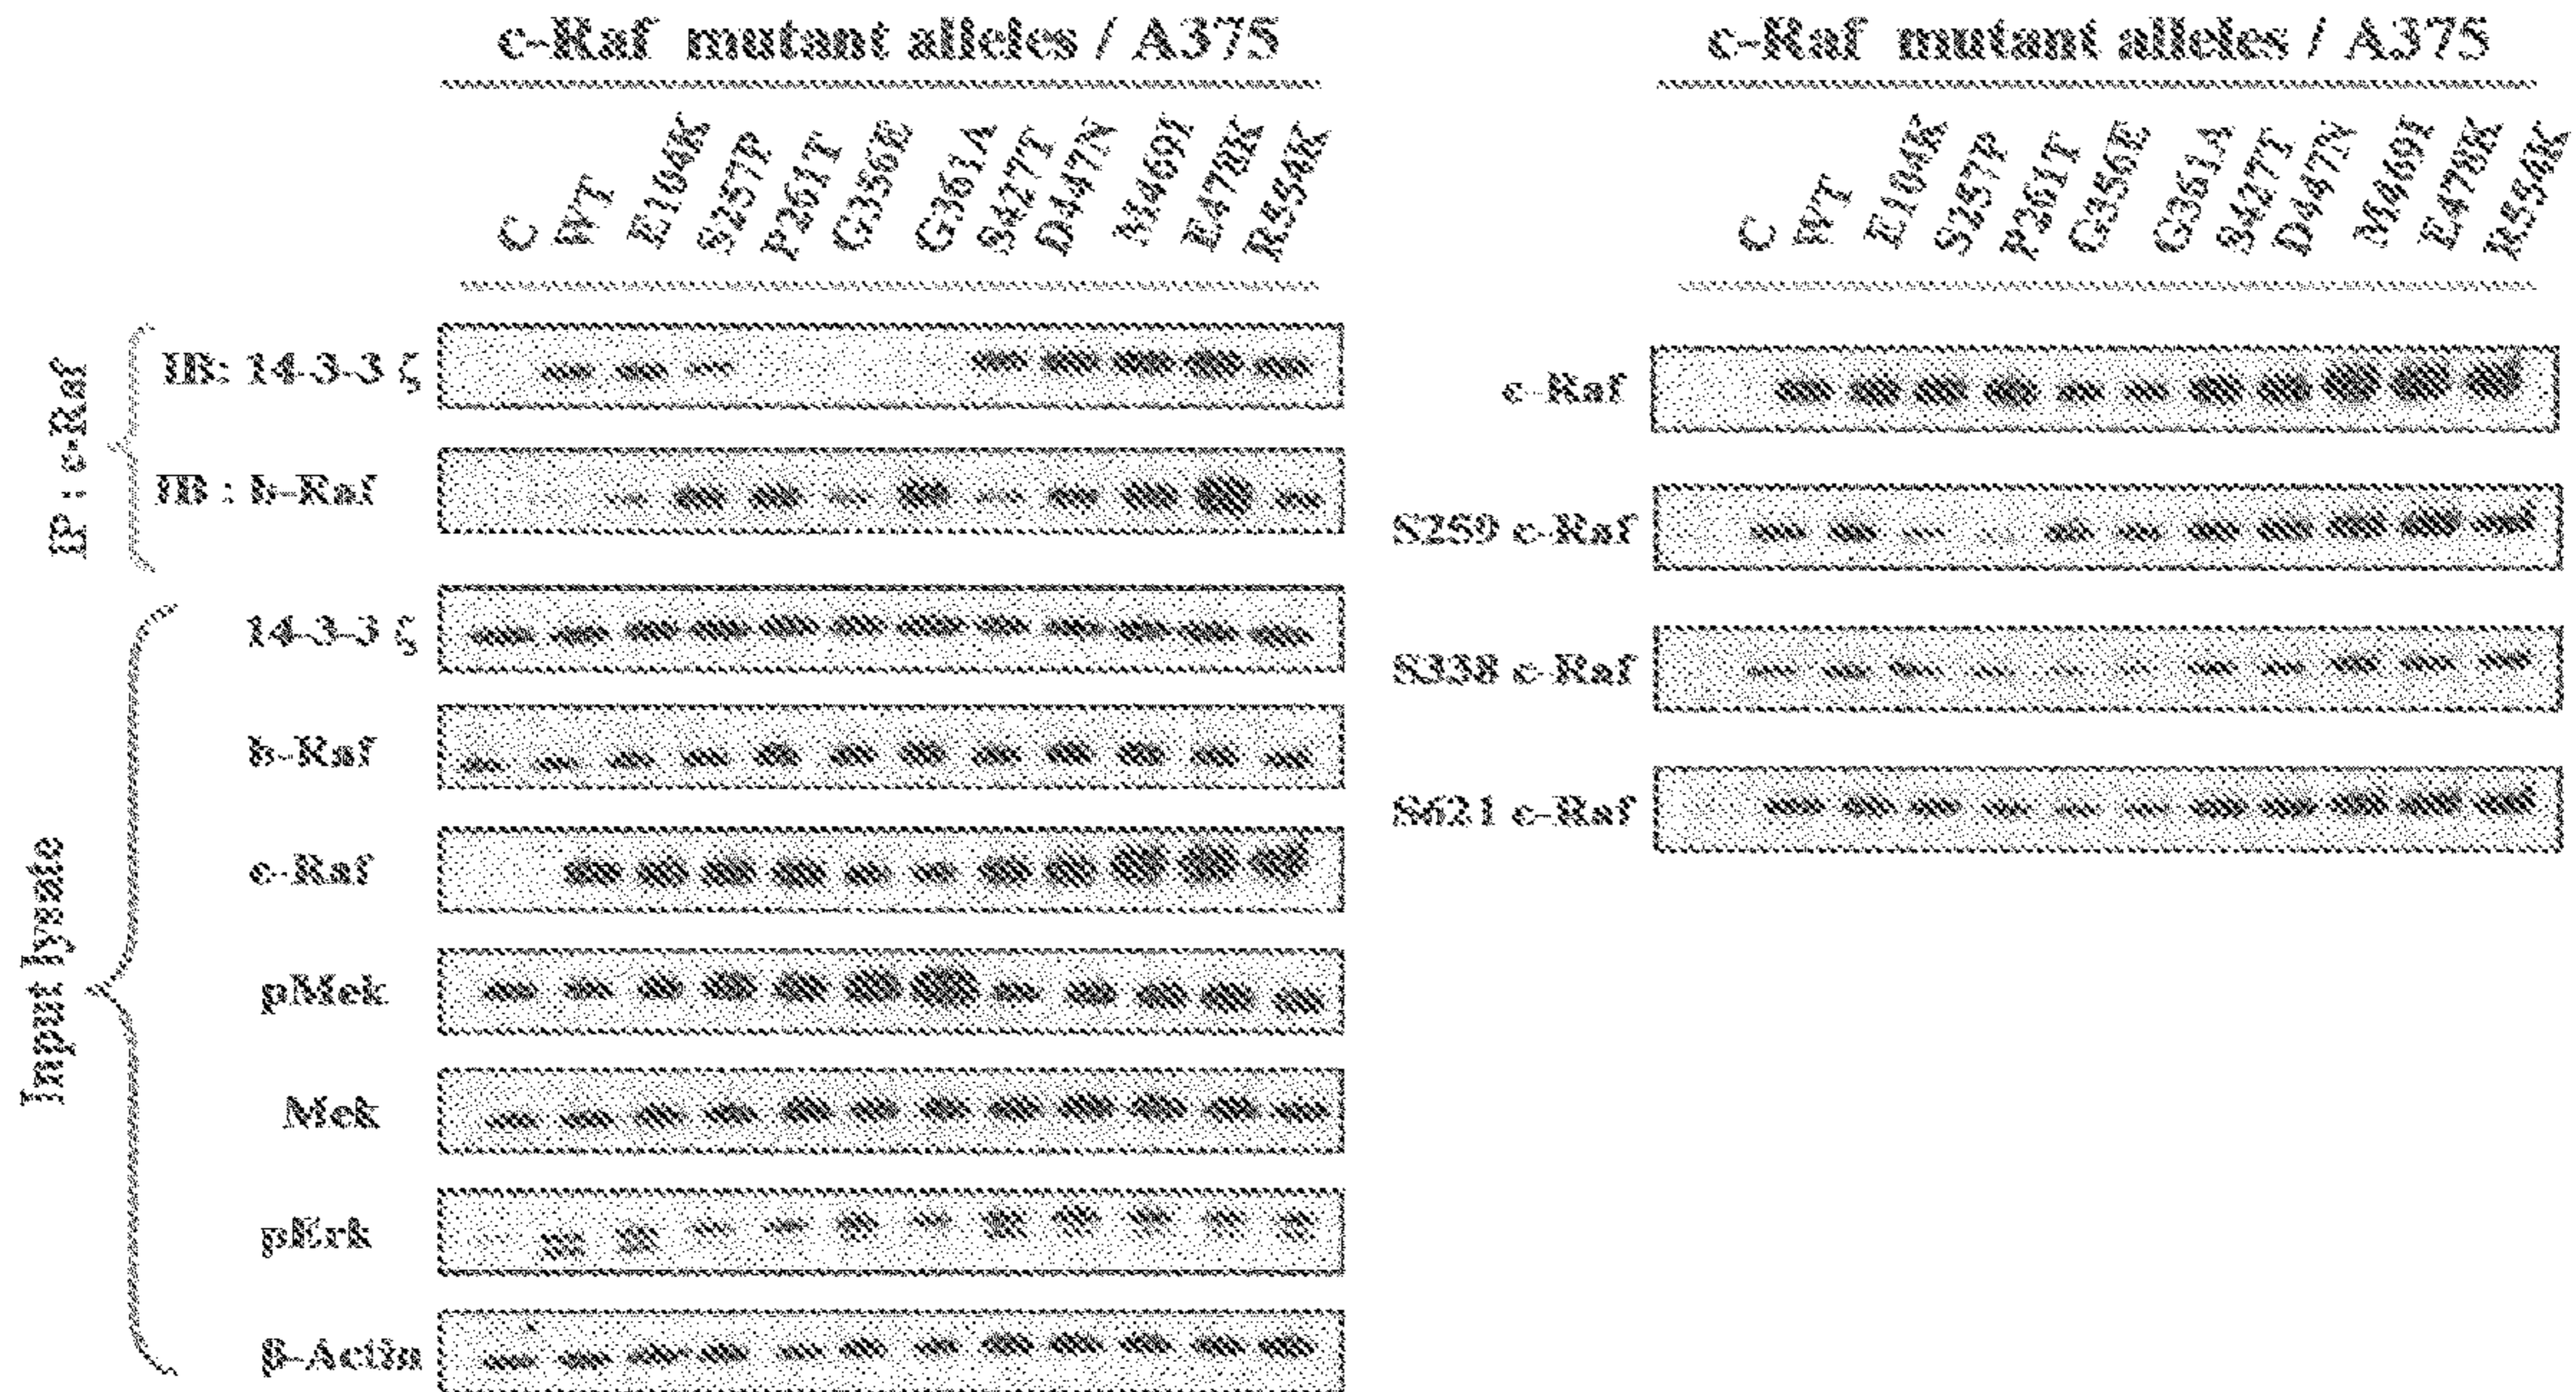 c-Raf mutant alleles / A375
C WT E104K S257P P261T G356E G361A S427T D447N M469I E478K R554K
IP : c-Raf
IB: 14-3-3 ζ
IB : b-Raf
Input lysate
14-3-3 ζ
b-Raf
c-Raf
pMek
Mek
pErk
β-Actin
c-Raf mutant alleles / A375
C WT E104K S257P P261T G356E G361A S427T D447N M469I E478K R554K
c-Raf
S259 c-Raf
S338 c-Raf
S621 c-Raf